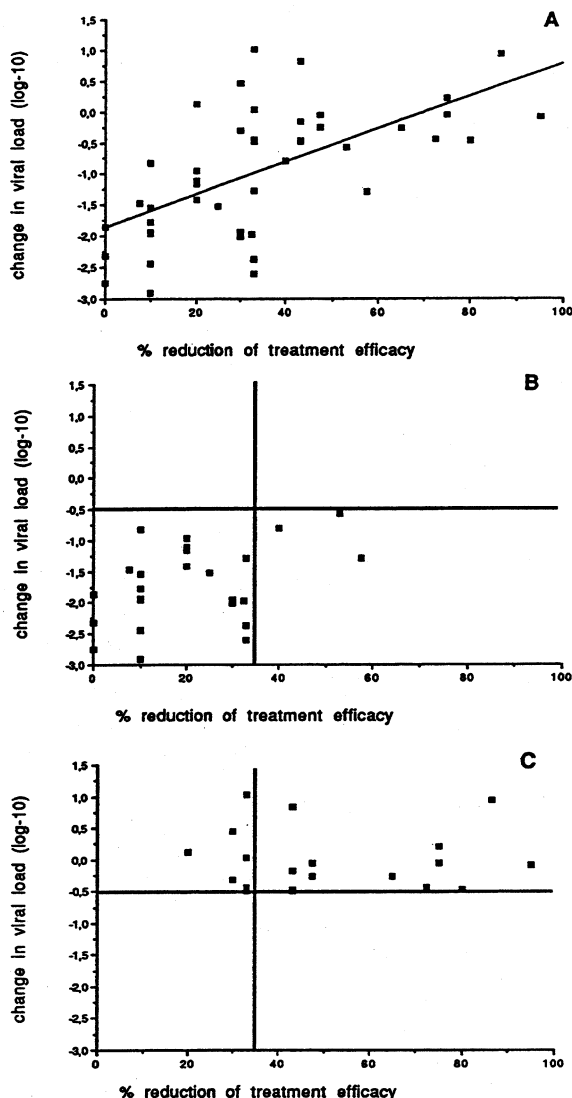 A
change in viral load (log-10)
1,5
1,0
0,5
0,0
-0,5
-1,0
-1,5
-2,0
-2,5
-3,0
0 20 40 60 80 100
% reduction of treatment efficacy
B
change in viral load (log-10)
1,5
1,0
0,5
0,0
-0,5
-1,0
-1,5
-2,0
-2,5
-3,0
0 20 40 60 80 100
% reduction of treatment efficacy
C
change in viral load (log-10)
1,5
1,0
0,5
0,0
-0,5
-1,0
-1,5
-2,0
-2,5
-3,0
0 20 40 60 80 100
% reduction of treatment efficacy